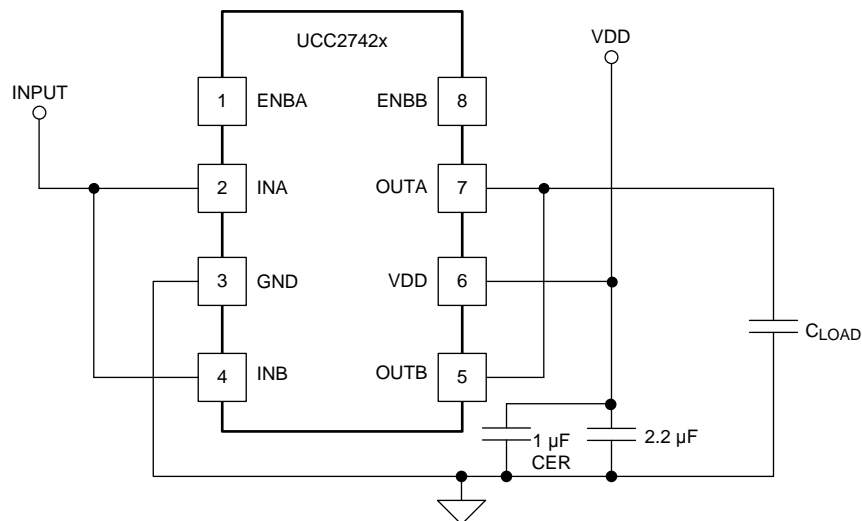 UCC2742x
VDD
INPUT
1 ENBA ENBB 8
2 INA OUTA 7
3 GND VDD 6
CLOAD
4 INB OUTB 5
1 µF
CER
2.2 µF